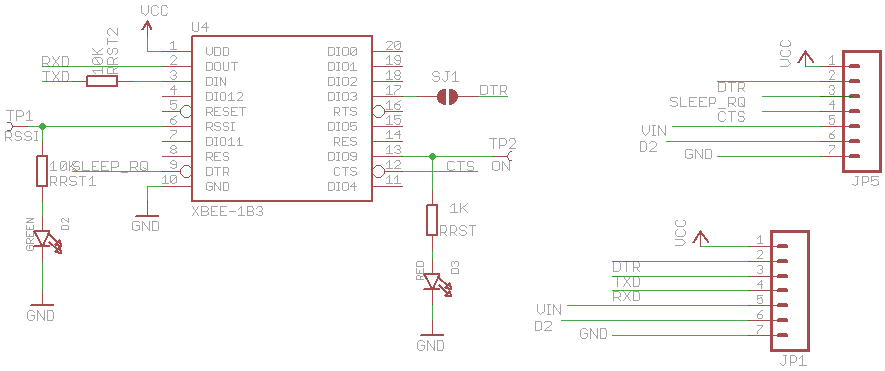 VCC
U4
1 VDD DIO0 20
RXD 2 DOUT DIO1 19
TXD 10K RRST2 3 DIN DIO2 18
4 DIO12 DIO3 17 SJ1 DTR
5 RESET RTS 16
TP1 RSSI 6 RSSI DIO5 15
7 DIO11 RES 14
8 RES DIO9 13 TP2 ON
10K RRST1 SLEEP_RQ 9 DTR CTS 12 CTS
10 GND DIO4 11
XBEE-1B3
GND
GREEN D2
GND
1K
RRST
RED D3
GND
VCC 1
DTR 2
SLEEP_RQ 3
CTS 4
VIN 5
D2 6
GND 7
JP5
VCC 1
DTR 2
TXD 3
RXD 4
VIN 5
D2 6
GND 7
JP1